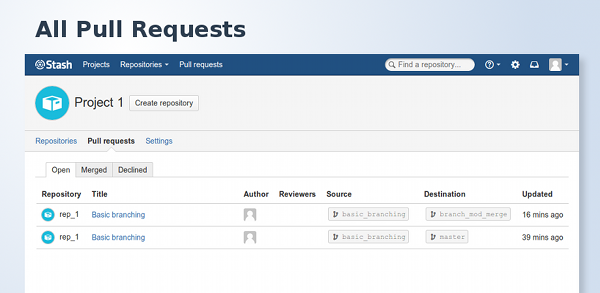 All Pull Requests
Stash Projects Repositories Pull requests Find a repository...
Project 1 Create repository
Repositories Pull requests Settings
Open Merged Declined
Repository Title Author Reviewers Source Destination Updated
rep_1 Basic branching basic_branching branch_mod_merge 16 mins ago
rep_1 Basic branching basic_branching master 39 mins ago